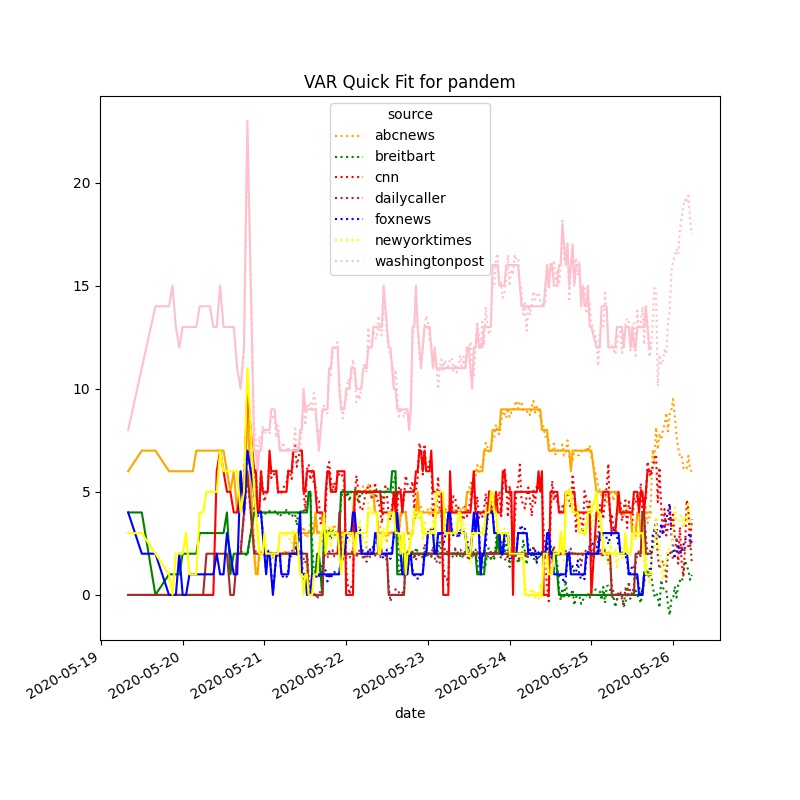 VAR Quick Fit for pandem
source
abcnews
breitbart
cnn
dailycaller
foxnews
newyorktimes
washingtonpost
20
15
10
5
0
2020-05-19
2020-05-20
2020-05-21
2020-05-22
2020-05-23
2020-05-24
2020-05-25
2020-05-26
date